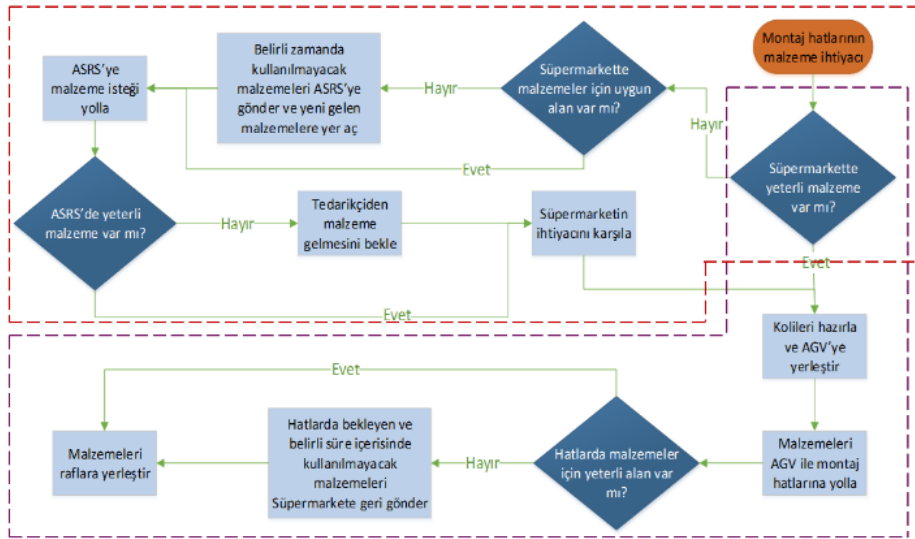 Montaj hatlarının
malzeme ihtiyacı
Süpermarkette
yeterli malzeme
var mı?
Hayır
Süpermarkette
malzemeler için uygun
alan var mı?
Hayır
Belirli zamanda
kullanılmayacak
malzemeleri ASRS'ye
gönder ve yeni gelen
malzemelere yer aç
Evet
ASRS'ye
malzeme isteği
yolla
ASRS'de yeterli
malzeme var mı?
Hayır
Tedarikçiden
malzeme
gelmesini bekle
Evet
Süpermarketin
ihtiyacını karşıla
Evet
Kolileri hazırla
ve AGV'ye
yerleştir
Malzemeleri
AGV ile montaj
hatlarına yolla
Hatlarda malzemeler
için yeterli alan var
mı?
Evet
Hayır
Hatlarda bekleyen ve
belirli süre içerisinde
kullanılmayacak
malzemeleri
Süpermarkete geri gönder
Malzemeleri
raflara yerleştir